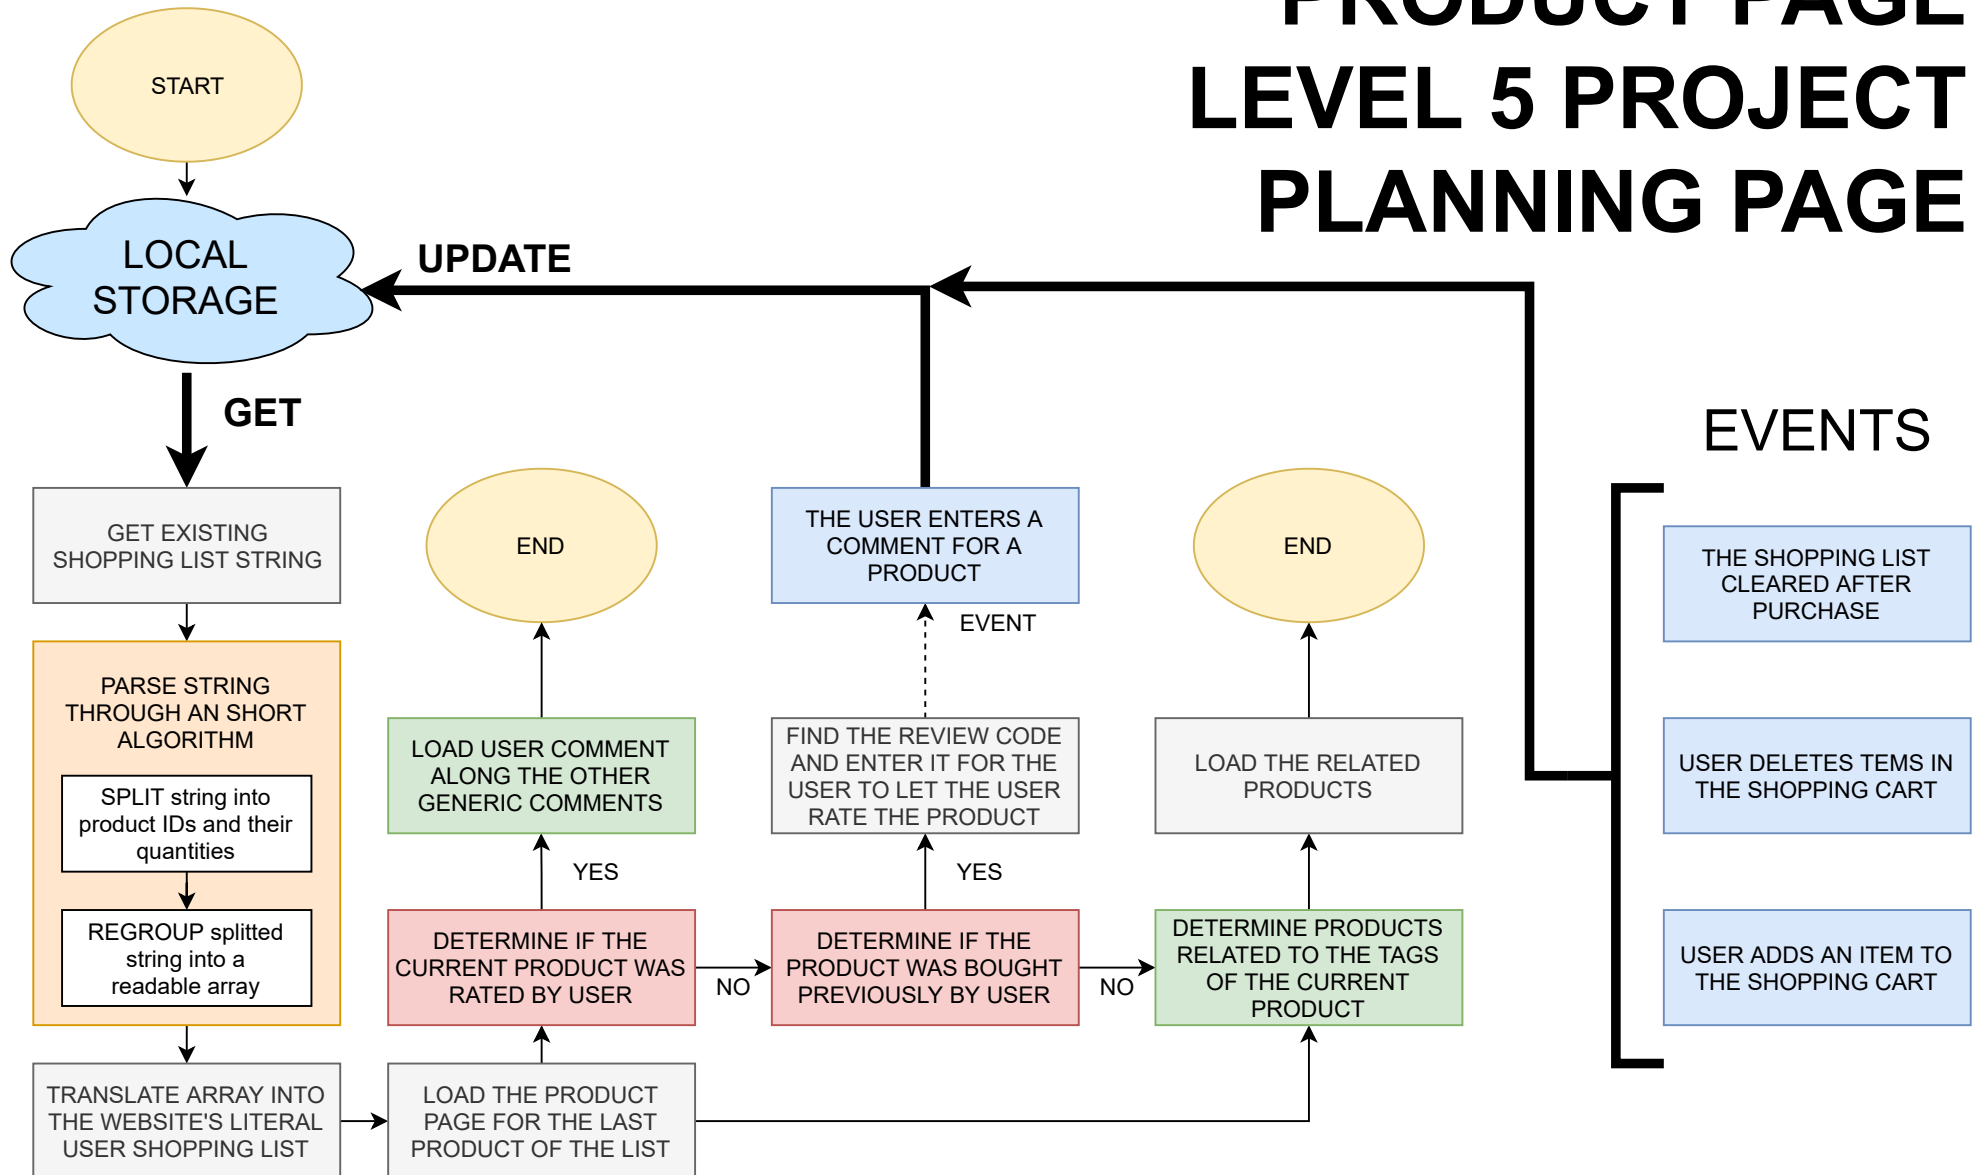 PRODUCT PAGE
LEVEL 5 PROJECT
PLANNING PAGE
START
LOCAL
STORAGE
UPDATE
GET
EVENTS
GET EXISTING
SHOPPING LIST STRING
END
THE USER ENTERS A
COMMENT FOR A
PRODUCT
END
THE SHOPPING LIST
CLEARED AFTER
PURCHASE
EVENT
PARSE STRING
THROUGH AN SHORT
ALGORITHM
SPLIT string into
product IDs and their
quantities
REGROUP splitted
string into a
readable array
LOAD USER COMMENT
ALONG THE OTHER
GENERIC COMMENTS
FIND THE REVIEW CODE
AND ENTER IT FOR THE
USER TO LET THE USER
RATE THE PRODUCT
LOAD THE RELATED
PRODUCTS
USER DELETES TEMS IN
THE SHOPPING CART
YES
YES
DETERMINE IF THE
CURRENT PRODUCT WAS
RATED BY USER
NO
DETERMINE IF THE
PRODUCT WAS BOUGHT
PREVIOUSLY BY USER
NO
DETERMINE PRODUCTS
RELATED TO THE TAGS
OF THE CURRENT
PRODUCT
USER ADDS AN ITEM TO
THE SHOPPING CART
TRANSLATE ARRAY INTO
THE WEBSITE'S LITERAL
USER SHOPPING LIST
LOAD THE PRODUCT
PAGE FOR THE LAST
PRODUCT OF THE LIST